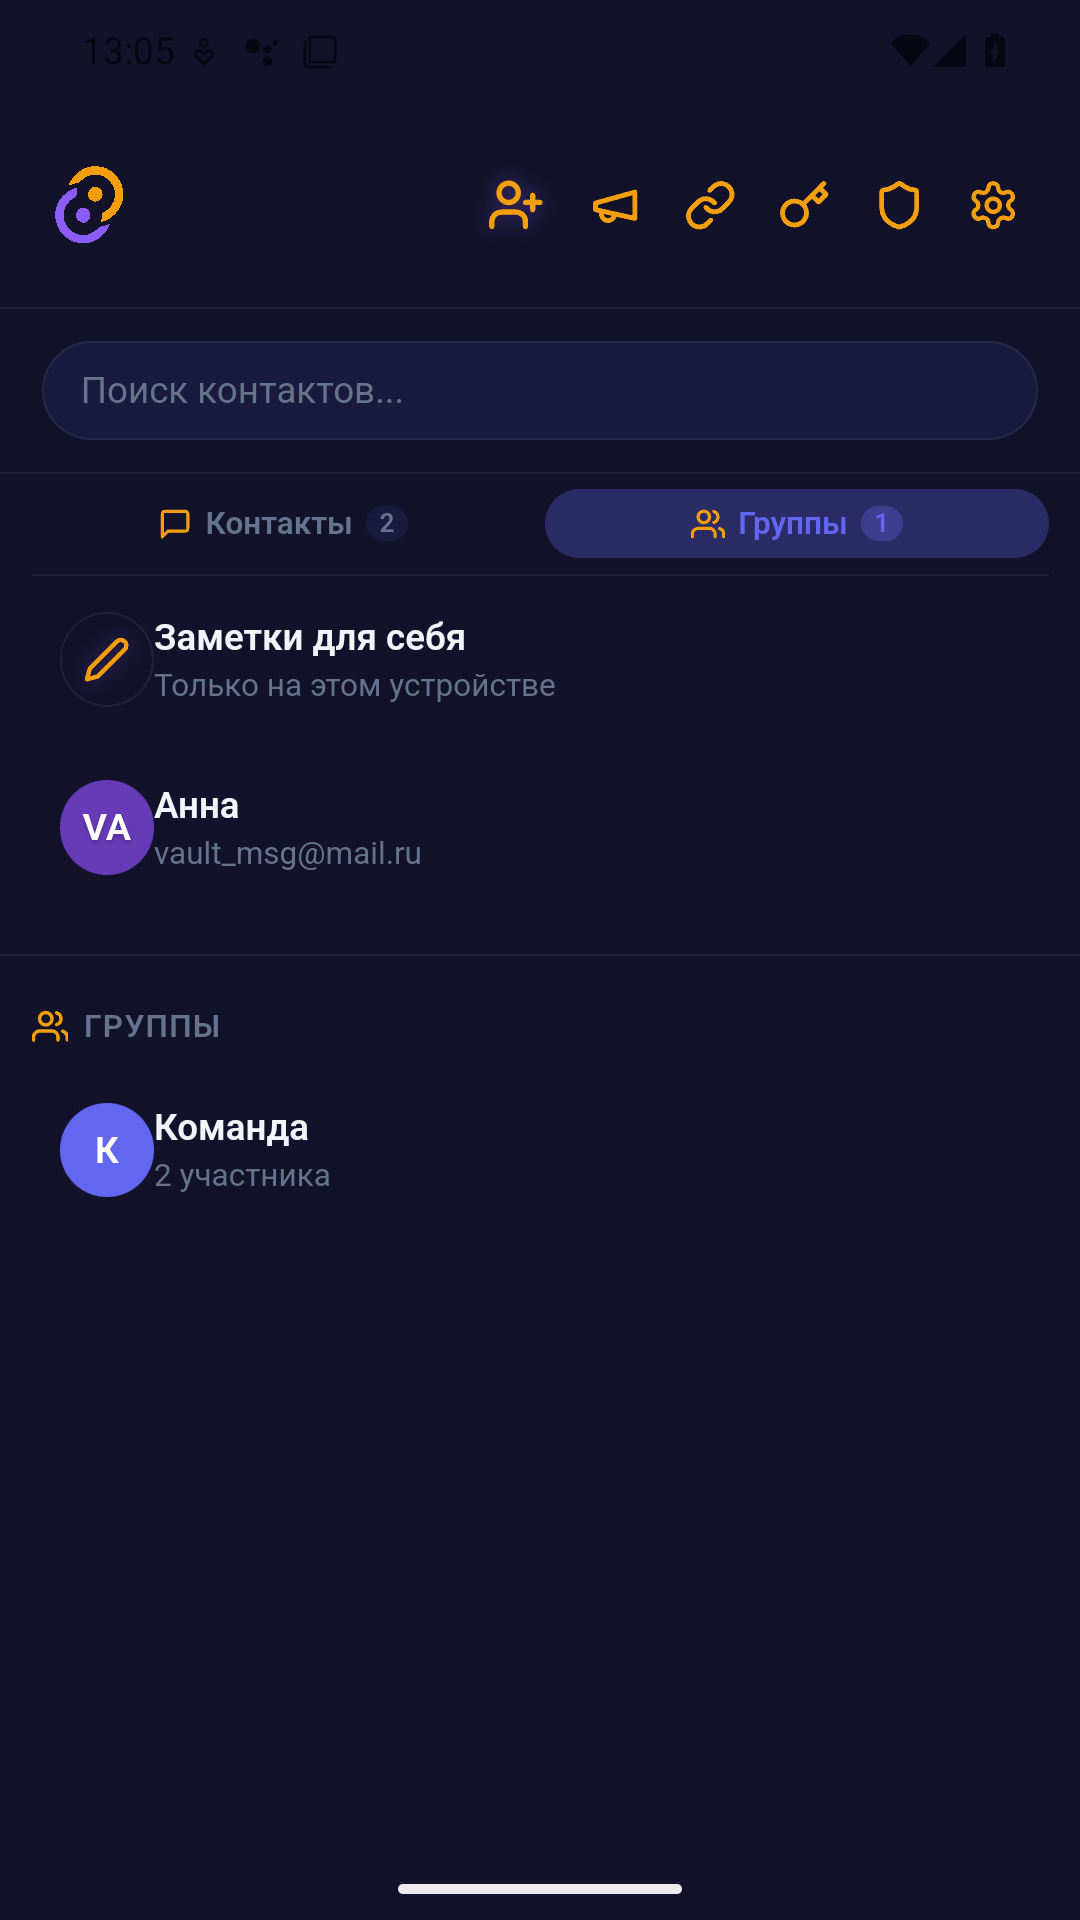 13:05
Поиск контактов...
Контакты 2
Группы 1
Заметки для себя
Только на этом устройстве
VA
Анна
vault_msg@mail.ru
ГРУППЫ
К
Команда
2 участника